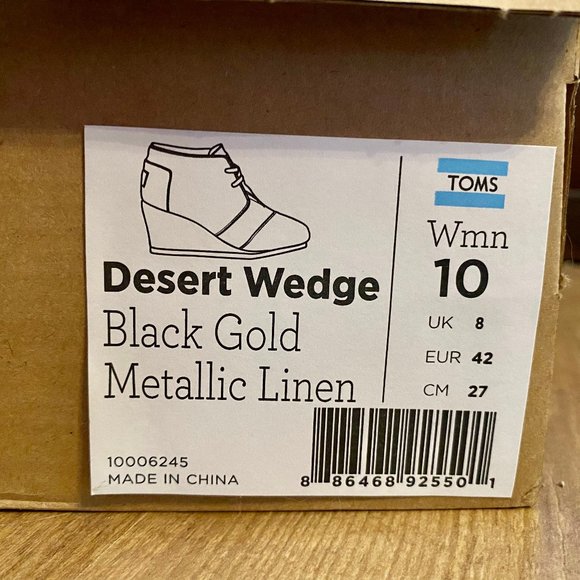 Desert Wedge
Black Gold
Metallic Linen
10006245
MADE IN CHINA
TOMS
Wmn
10
UK 8
EUR 42
CM 27
8 86468 92550 1